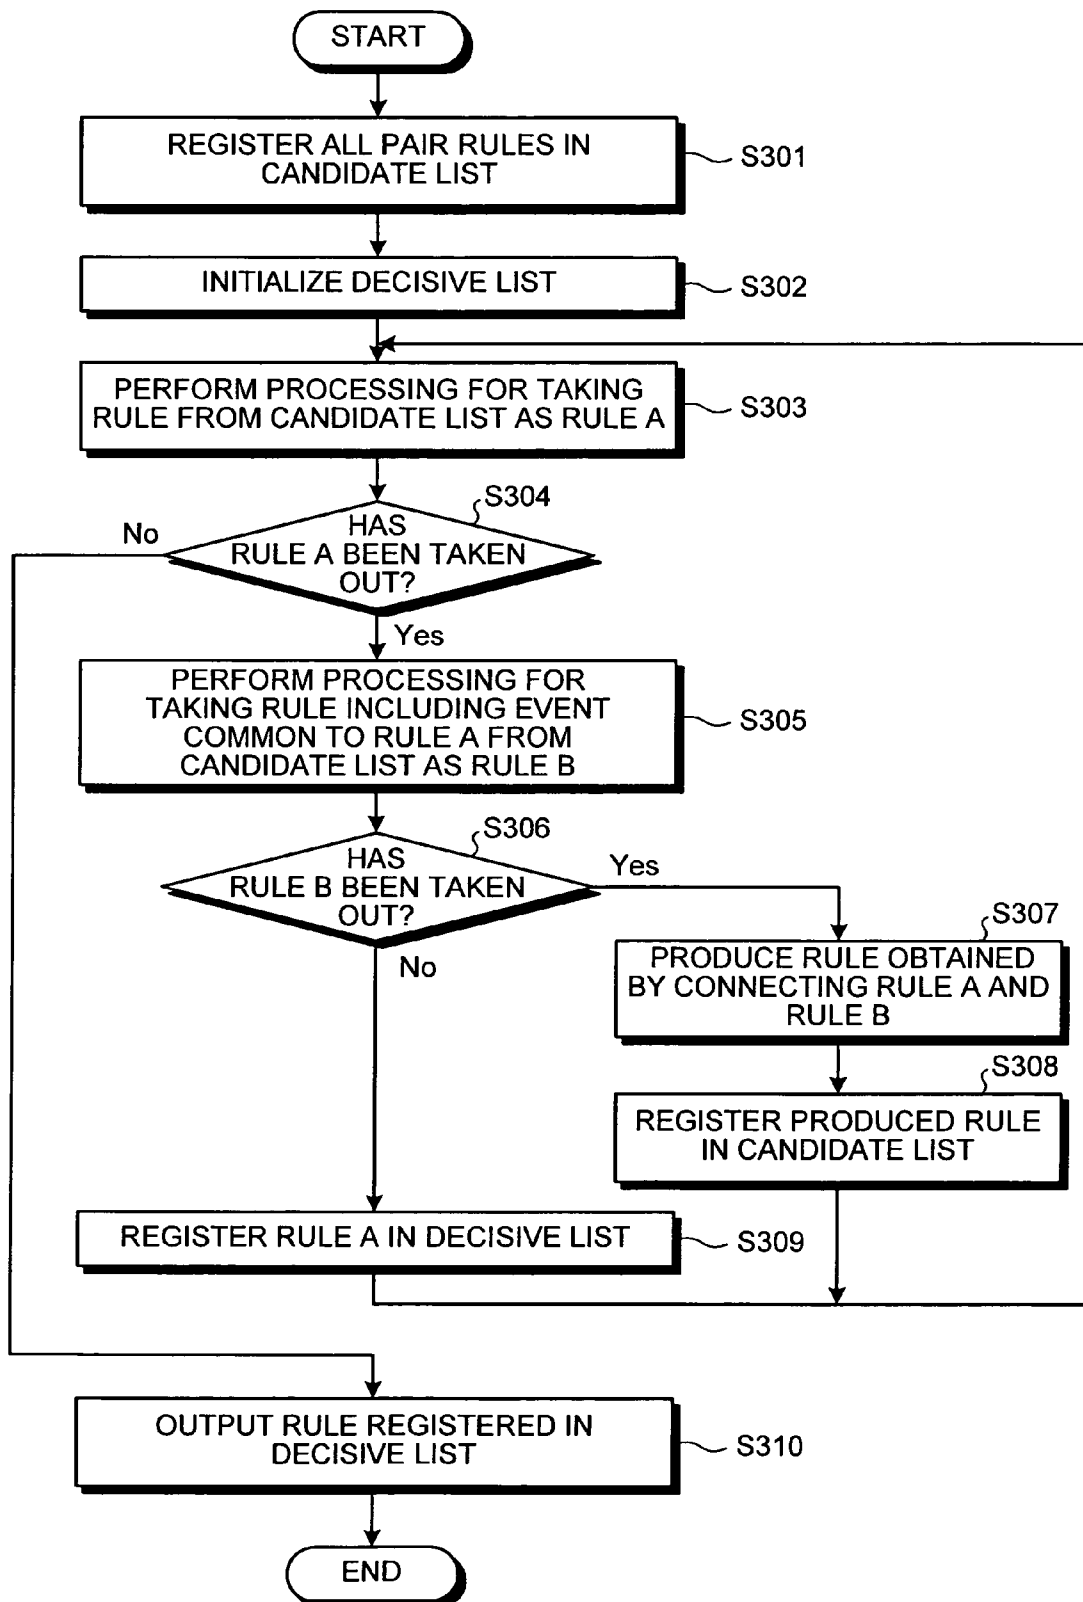 START
REGISTER ALL PAIR RULES IN
CANDIDATE LIST
S301
INITIALIZE DECISIVE LIST
S302
PERFORM PROCESSING FOR TAKING
RULE FROM CANDIDATE LIST AS RULE A
S303
S304
No
HAS
RULE A BEEN TAKEN
OUT?
Yes
PERFORM PROCESSING FOR
TAKING RULE INCLUDING EVENT
COMMON TO RULE A FROM
CANDIDATE LIST AS RULE B
S305
S306
HAS
RULE B BEEN TAKEN
OUT?
Yes
No
S307
PRODUCE RULE OBTAINED
BY CONNECTING RULE A AND
RULE B
S308
REGISTER PRODUCED RULE
IN CANDIDATE LIST
REGISTER RULE A IN DECISIVE LIST
S309
OUTPUT RULE REGISTERED IN
DECISIVE LIST
S310
END